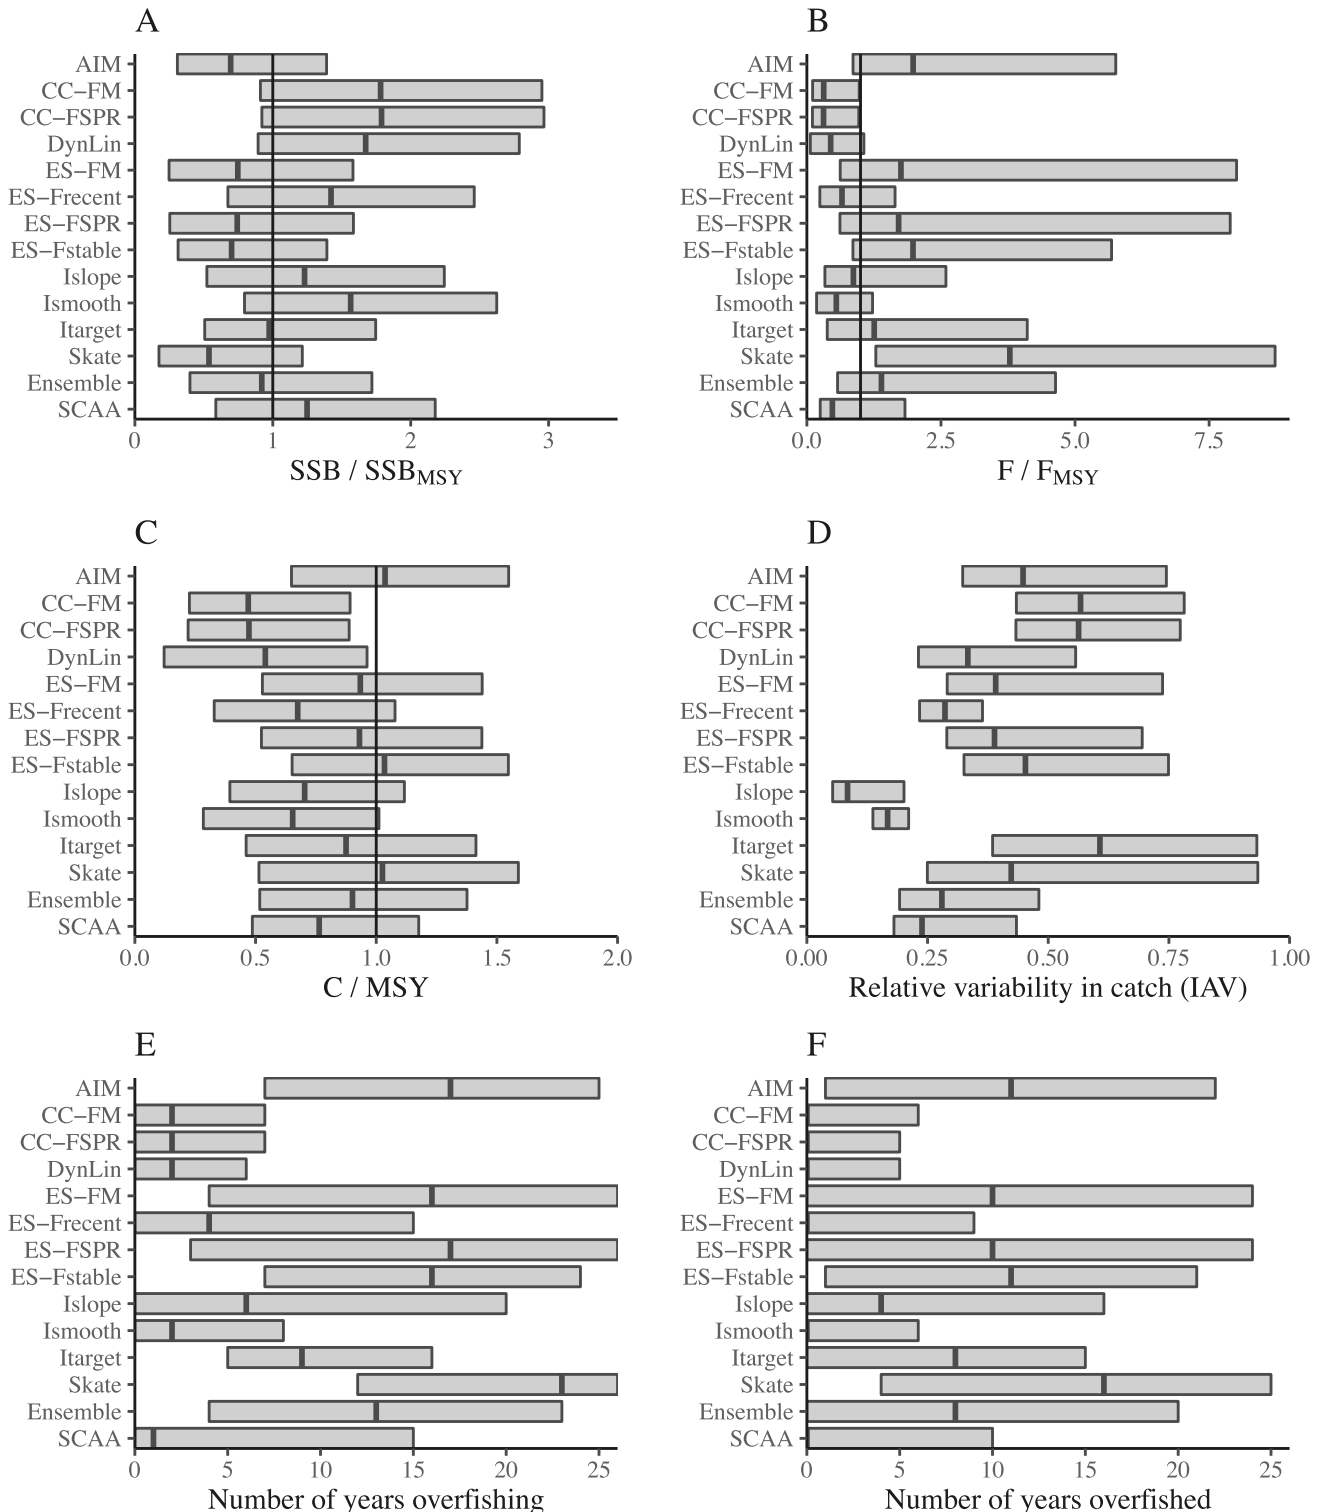 A
AIM
CC−FM
CC−FSPR
DynLin
ES−FM
ES−Frecent
ES−FSPR
ES−Fstable
Islope
Ismooth
Itarget
Skate
Ensemble
SCAA
0 1 2 3
SSB / SSBMSY
B
AIM
CC−FM
CC−FSPR
DynLin
ES−FM
ES−Frecent
ES−FSPR
ES−Fstable
Islope
Ismooth
Itarget
Skate
Ensemble
SCAA
0.0 2.5 5.0 7.5
F / FMSY
C
AIM
CC−FM
CC−FSPR
DynLin
ES−FM
ES−Frecent
ES−FSPR
ES−Fstable
Islope
Ismooth
Itarget
Skate
Ensemble
SCAA
0.0 0.5 1.0 1.5 2.0
C / MSY
D
AIM
CC−FM
CC−FSPR
DynLin
ES−FM
ES−Frecent
ES−FSPR
ES−Fstable
Islope
Ismooth
Itarget
Skate
Ensemble
SCAA
0.00 0.25 0.50 0.75 1.00
Relative variability in catch (IAV)
E
AIM
CC−FM
CC−FSPR
DynLin
ES−FM
ES−Frecent
ES−FSPR
ES−Fstable
Islope
Ismooth
Itarget
Skate
Ensemble
SCAA
0 5 10 15 20 25
Number of years overfishing
F
AIM
CC−FM
CC−FSPR
DynLin
ES−FM
ES−Frecent
ES−FSPR
ES−Fstable
Islope
Ismooth
Itarget
Skate
Ensemble
SCAA
0 5 10 15 20 25
Number of years overfished